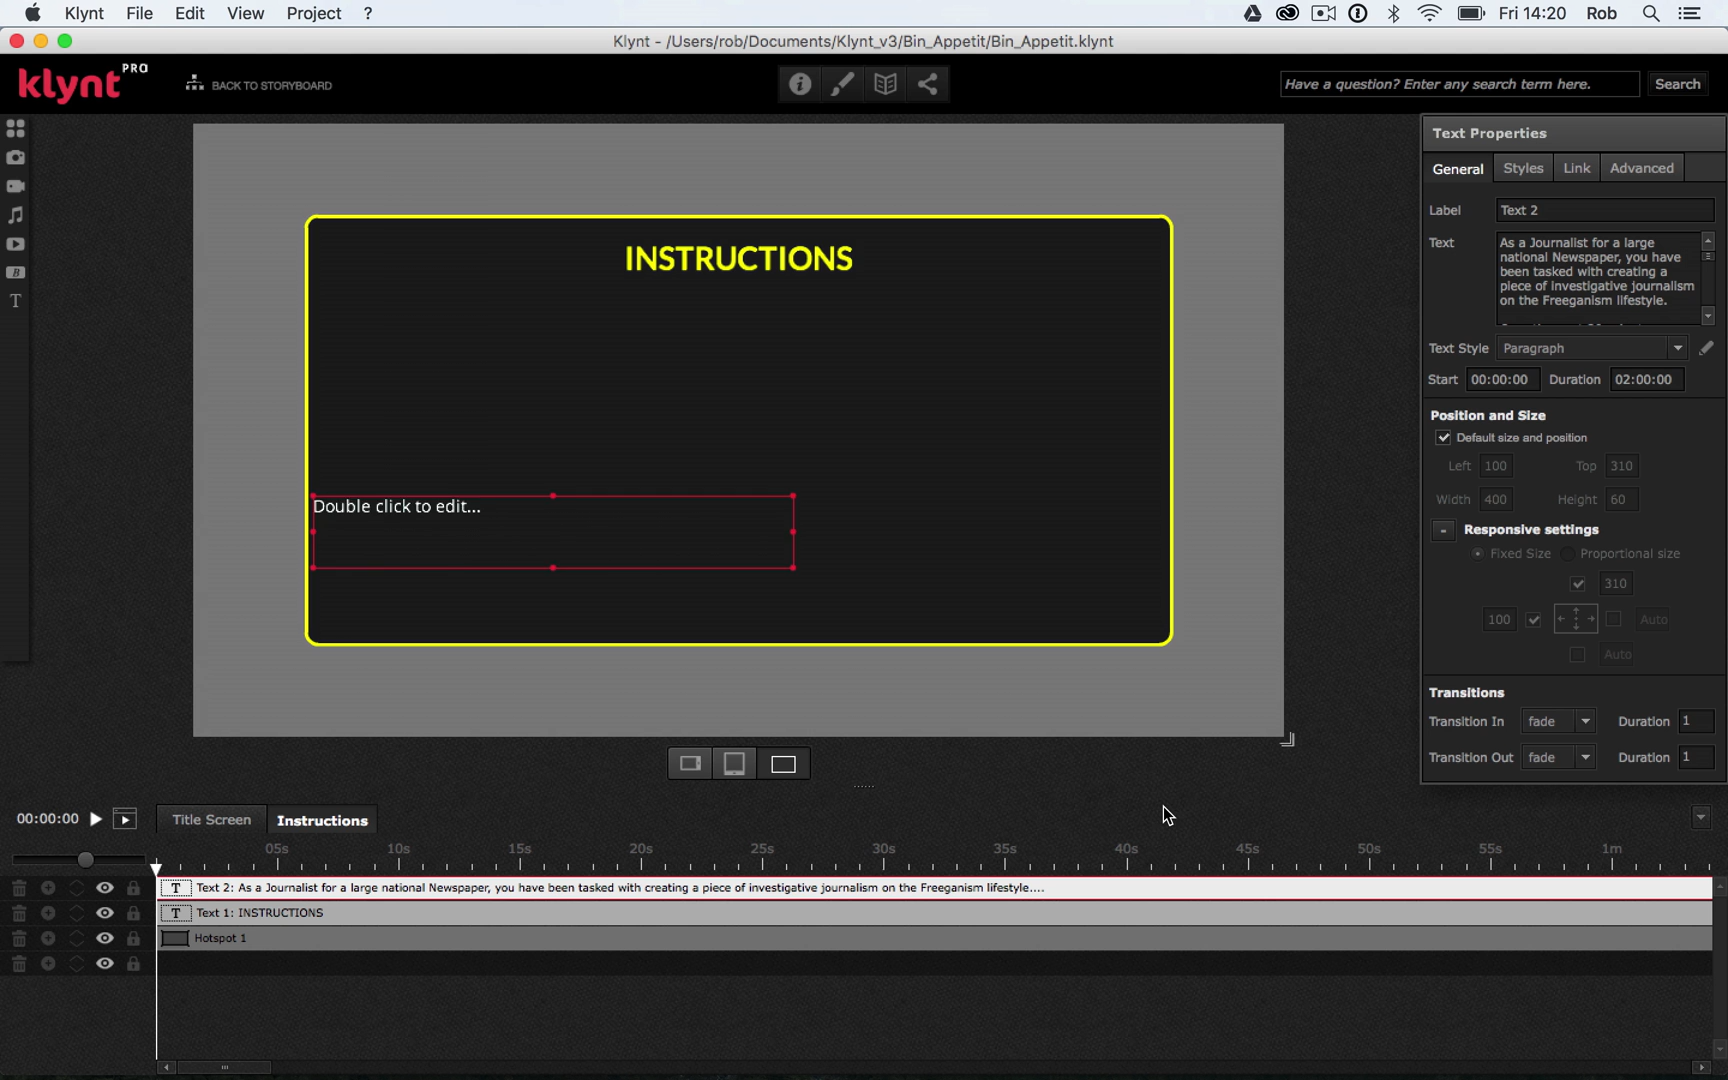 Klynt File Edit View Project ? Fri 14:20 Rob
Klynt - /Users/rob/Documents/Klynt_v3/Bin_Appetit/Bin_Appetit.klynt
klynt PRO
BACK TO STORYBOARD
Have a question? Enter any search term here.
Search
INSTRUCTIONS
Double click to edit...
Text Properties
General Styles Link Advanced
Label Text 2
Text As a Journalist for a large
national Newspaper, you have
been tasked with creating a
piece of investigative journalism
on the Freeganism lifestyle.
Text Style Paragraph
Start 00:00:00 Duration 02:00:00
Position and Size
Default size and position
Left 100 Top 310
Width 400 Height 60
- Responsive settings
Fixed Size Proportional size
310
100 Auto
Auto
Transitions
Transition In fade Duration 1
Transition Out fade Duration 1
00:00:00 Title Screen Instructions
05s 10s 15s 20s 25s 30s 35s 40s 45s 50s 55s 1m
T Text 2: As a Journalist for a large national Newspaper, you have been tasked with creating a piece of investigative journalism on the Freeganism lifestyle....
T Text 1: INSTRUCTIONS
Hotspot 1